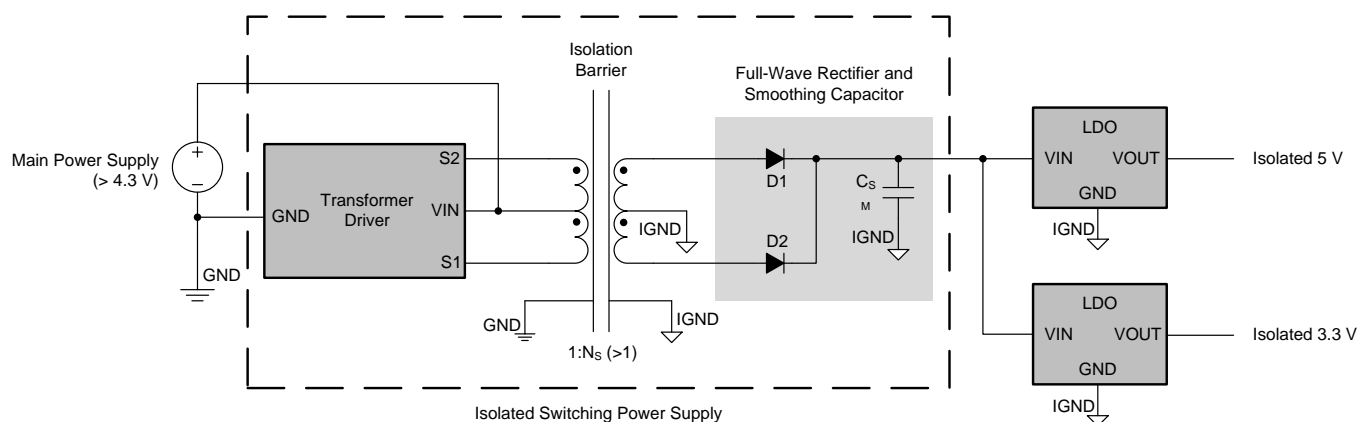 Isolation
Barrier
Full-Wave Rectifier and
Smoothing Capacitor
Main Power Supply
(> 4.3 V)
+
−
GND
Transformer
Driver
GND
S2
VIN
S1
IGND
GND
IGND
1:NS (>1)
D1
D2
CS
M
IGND
LDO
VIN
VOUT
GND
IGND
Isolated 5 V
LDO
VIN
VOUT
GND
IGND
Isolated 3.3 V
Isolated Switching Power Supply